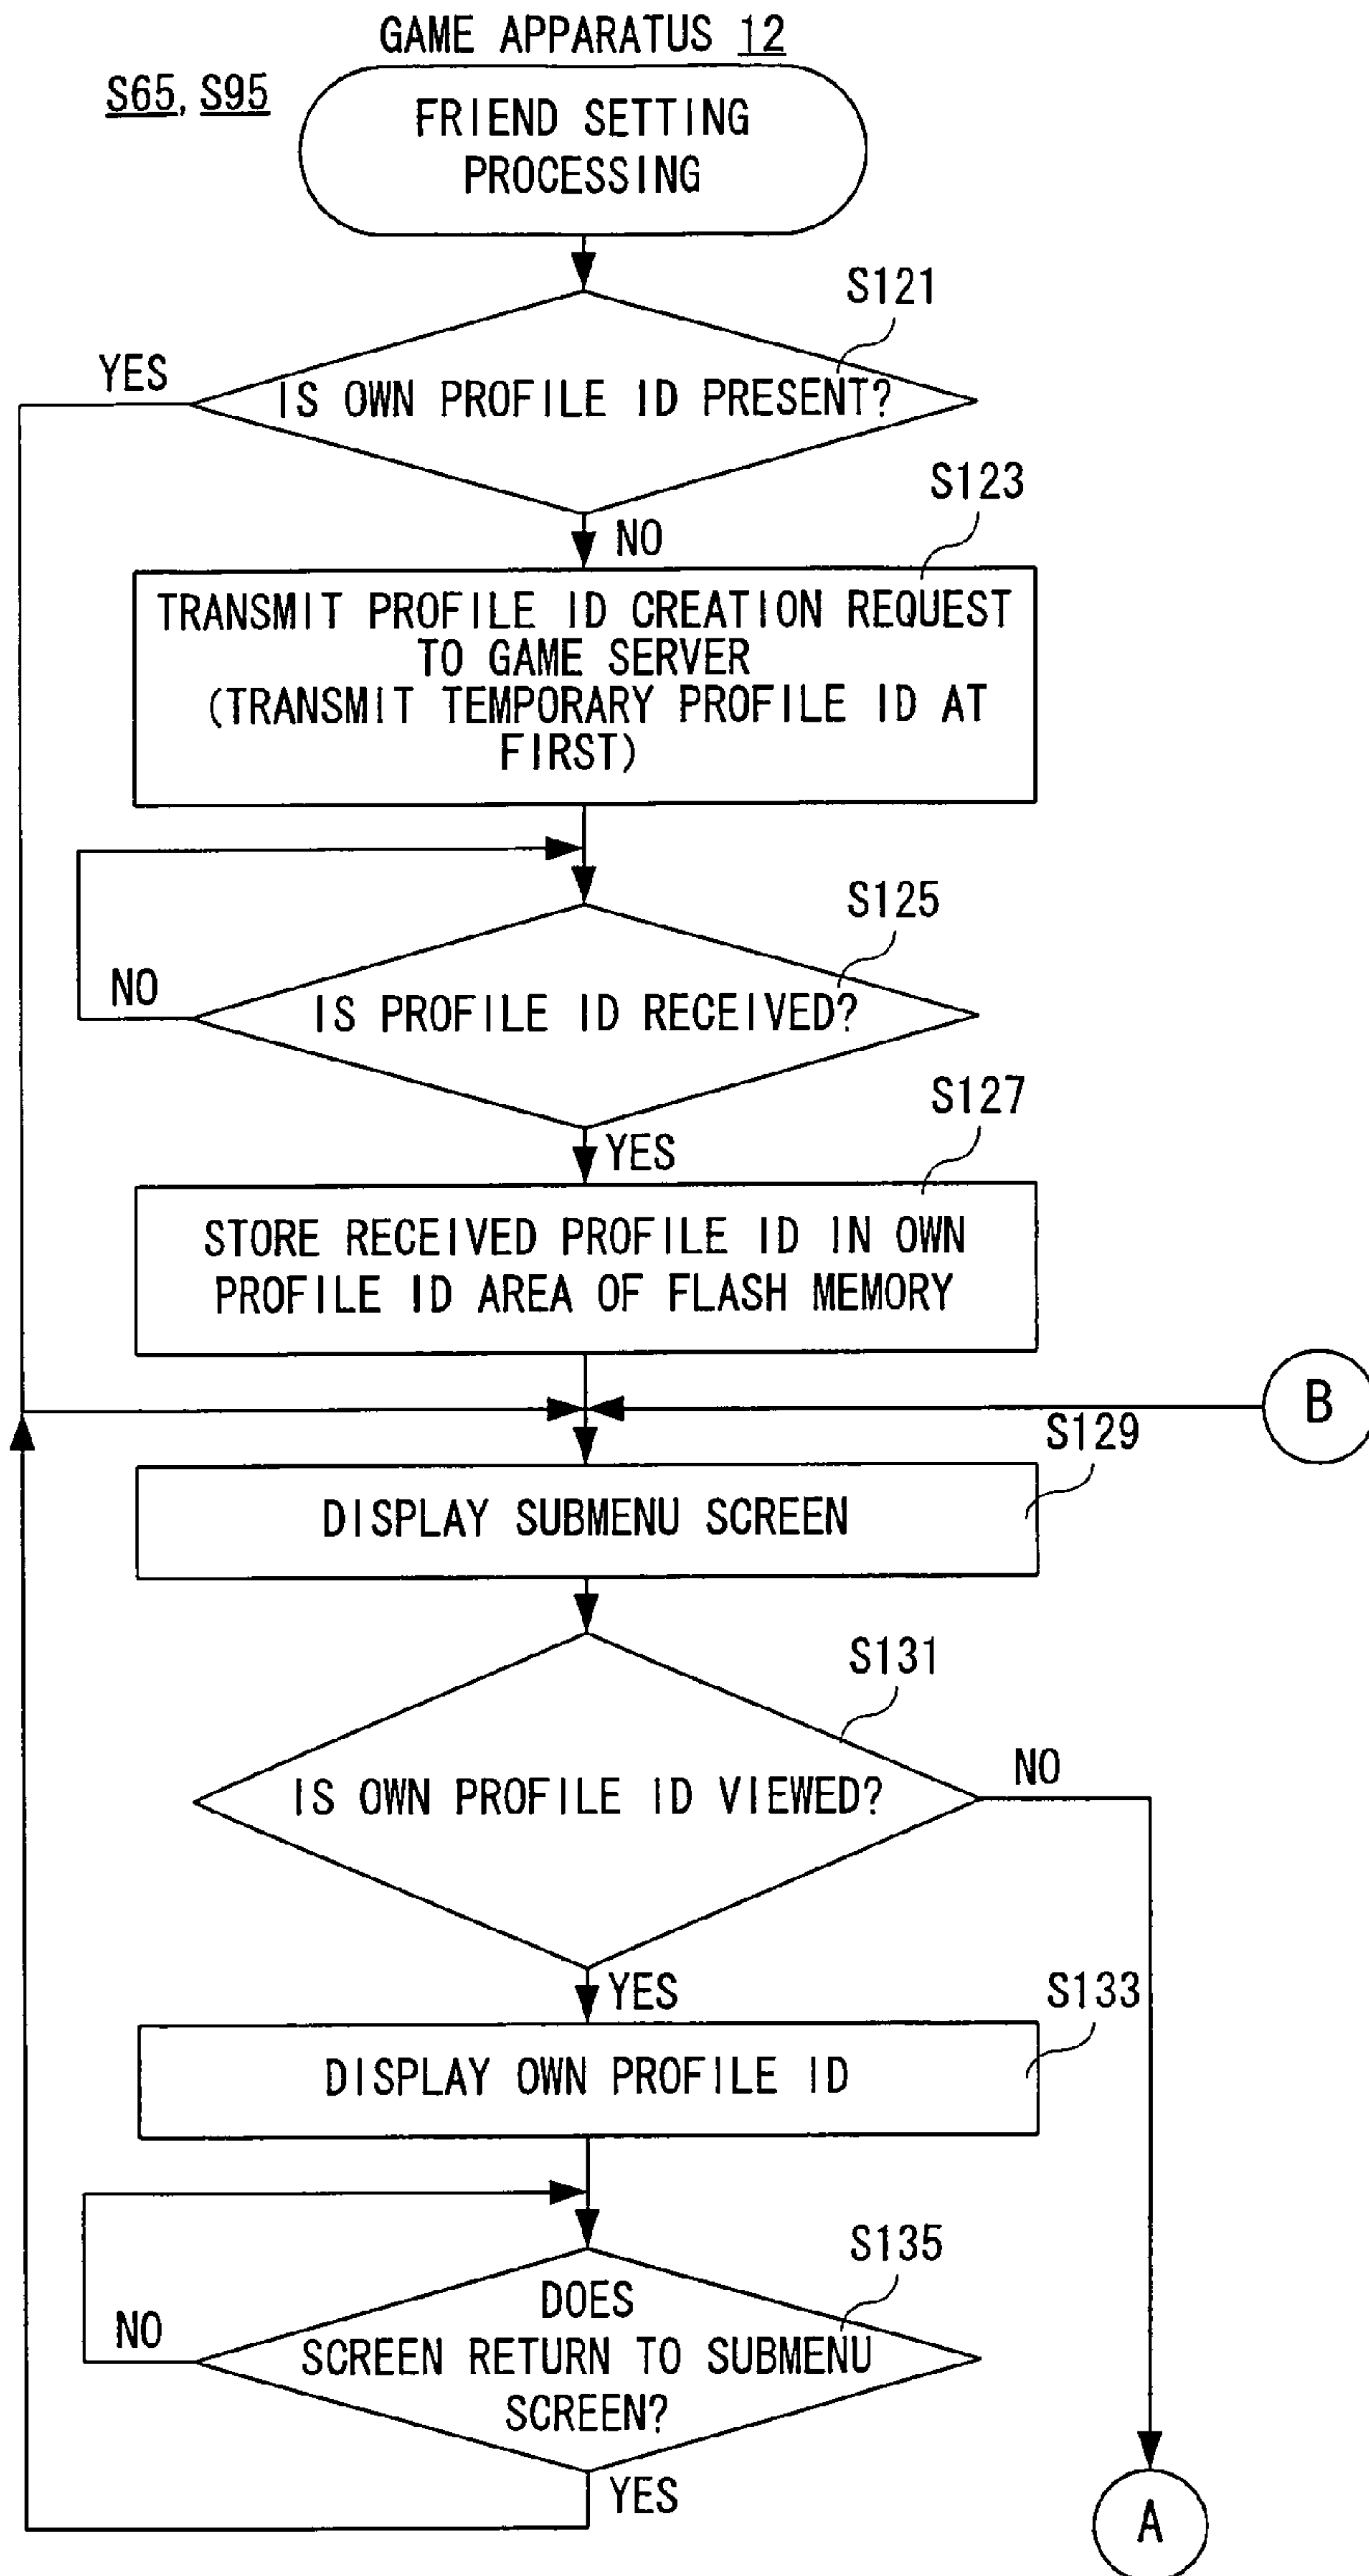 GAME APPARATUS 12
S65, S95
FRIEND SETTING
PROCESSING
S121
YES
IS OWN PROFILE ID PRESENT?
S123
NO
TRANSMIT PROFILE ID CREATION REQUEST
TO GAME SERVER
(TRANSMIT TEMPORARY PROFILE ID AT
FIRST)
S125
NO
IS PROFILE ID RECEIVED?
S127
YES
STORE RECEIVED PROFILE ID IN OWN
PROFILE ID AREA OF FLASH MEMORY
B
S129
DISPLAY SUBMENU SCREEN
S131
NO
IS OWN PROFILE ID VIEWED?
YES
S133
DISPLAY OWN PROFILE ID
S135
DOES
NO
SCREEN RETURN TO SUBMENU
SCREEN?
YES
A